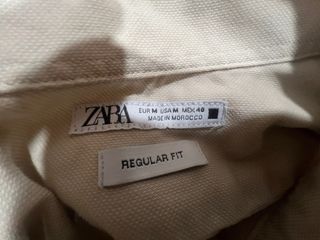 ZARA
EUR M USA M MEX 40
MADE IN MOROCCO
REGULAR FIT